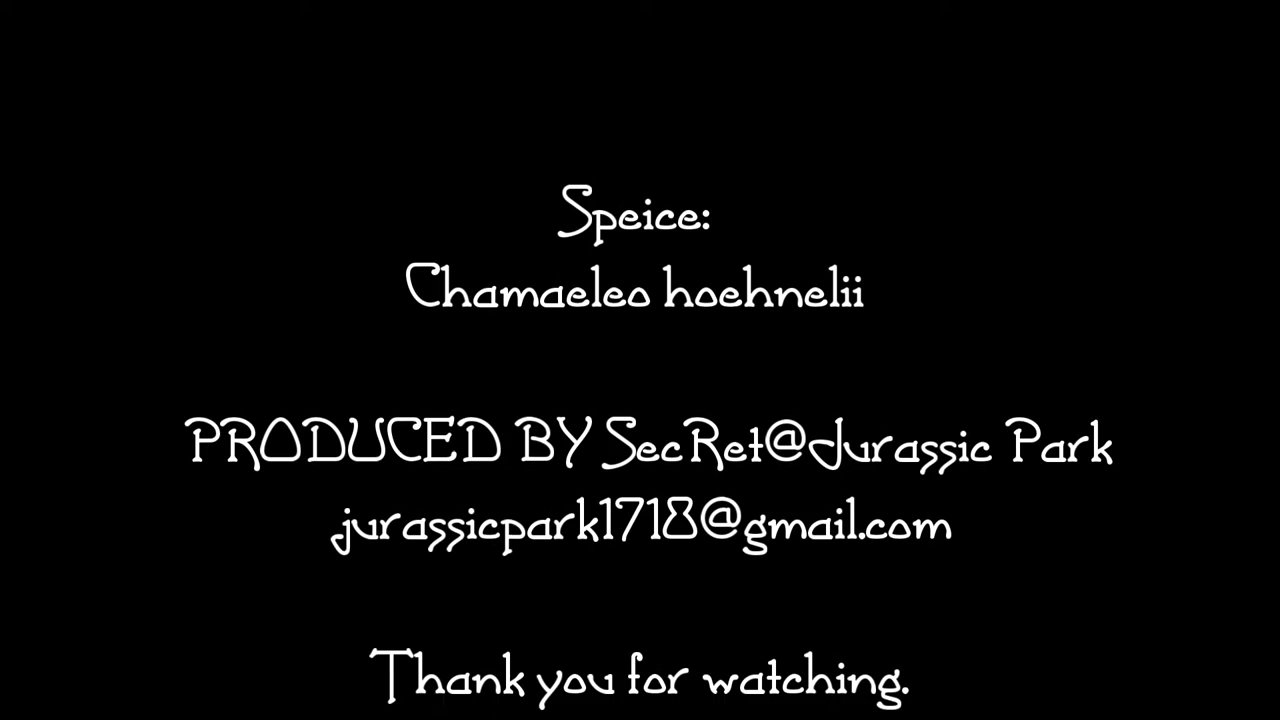 Speice:
Chamaeleo hoehnelii
PRODUCED BY SecRet@Jurassic Park
jurassicpark1718@gmail.com
Thank you for watching.